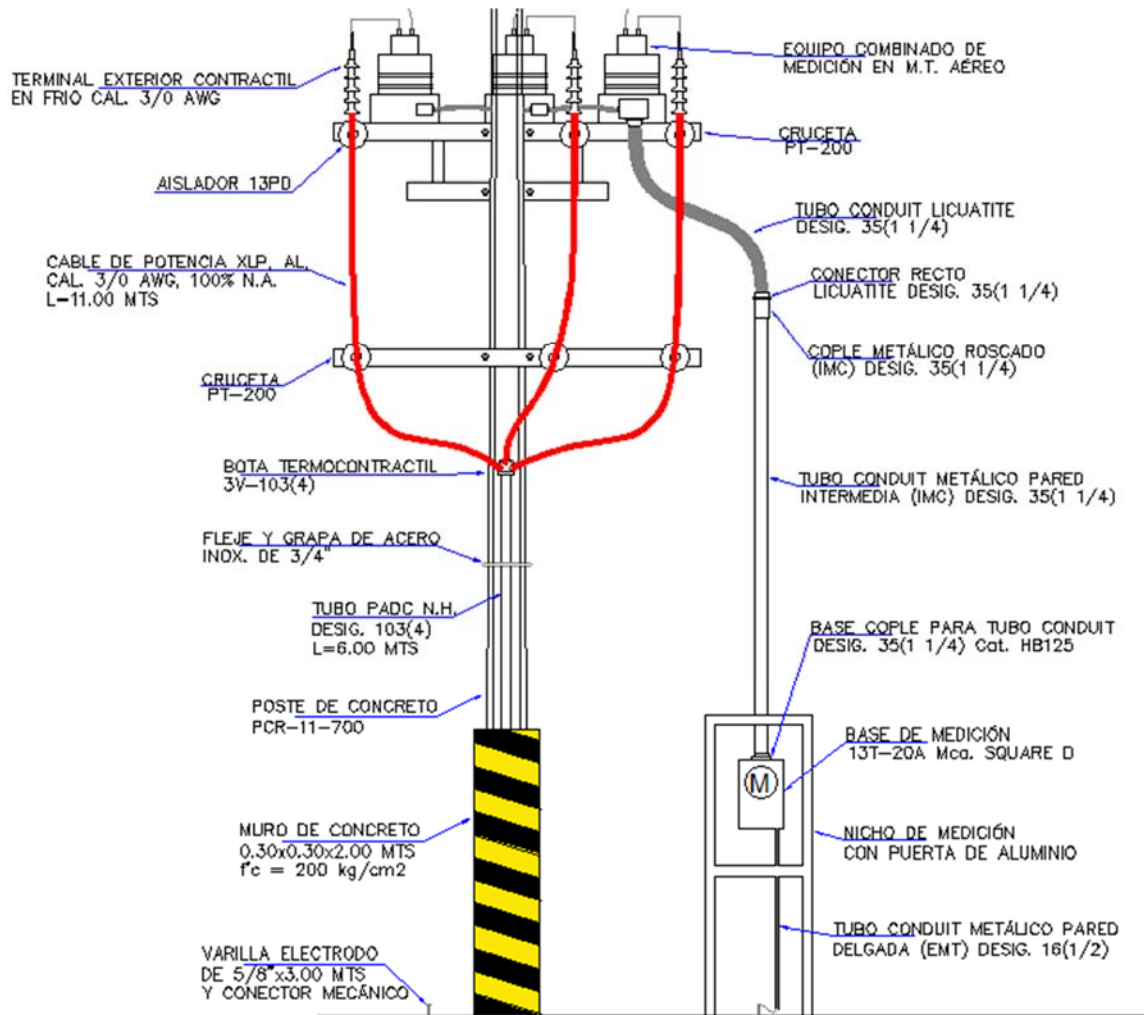 TERMINAL EXTERIOR CONTRACTIL
EN FRIO CAL. 3/0 AWG
AISLADOR 13PD
CABLE DE POTENCIA XLP, AL,
CAL. 3/0 AWG, 100% N.A.
L-11.00 MTS
CRUCETA
PT-200
BOTA TERMOCONTRACTIL
3V-103(4)
FLEJE Y GRAPA DE ACERO
INOX. DE 3/4"
TUBO PADC N.H.
DESIG. 103(4)
L=6.00 MTS
POSTE DE CONCRETO
PCR-11-700
MURO DE CONCRETO
0.30x0.30x2.00 MTS
f'c = 200 kg/cm2
VARILLA ELECTRODO
DE 5/8"x3.00 MTS
Y CONECTOR MECÁNICO
EQUIPO COMBINADO DE
MEDICIÓN EN M.T. AÉREO
CRUCETA
PT-200
TUBO CONDUIT LICUATITE
DESIG. 35(1 1/4)
CONECTOR RECTO
LICUATITE DESIG. 35(1 1/4)
COPLE METÁLICO ROSCADO
(IMC) DESIG. 35(1 1/4)
TUBO CONDUIT METÁLICO PARED
INTERMEDIA (IMC) DESIG. 35(1 1/4)
BASE COPLE PARA TUBO CONDUIT
DESIG. 35(1 1/4) Cat. HB125
BASE DE MEDICIÓN
13T-20A Mca. SQUARE D
M
NICHO DE MEDICIÓN
CON PUERTA DE ALUMINIO
TUBO CONDUIT METÁLICO PARED
DELGADA (EMT) DESIG. 16(1/2)